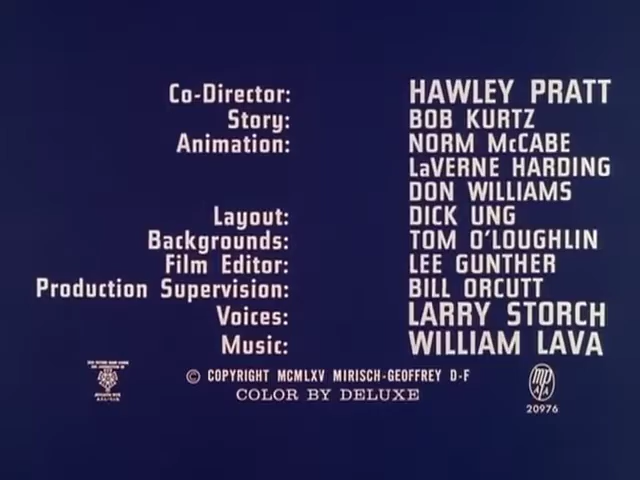 Co-Director: HAWLEY PRATT
Story: BOB KURTZ
Animation: NORM McCABE
LaVERNE HARDING
DON WILLIAMS
Layout: DICK UNG
Backgrounds: TOM O'LOUGHLIN
Film Editor: LEE GUNTHER
Production Supervision: BILL ORCUTT
Voices: LARRY STORCH
Music: WILLIAM LAVA
© COPYRIGHT MCMLXV MIRISCH-GEOFFREY D-F
COLOR BY DELUXE
20976